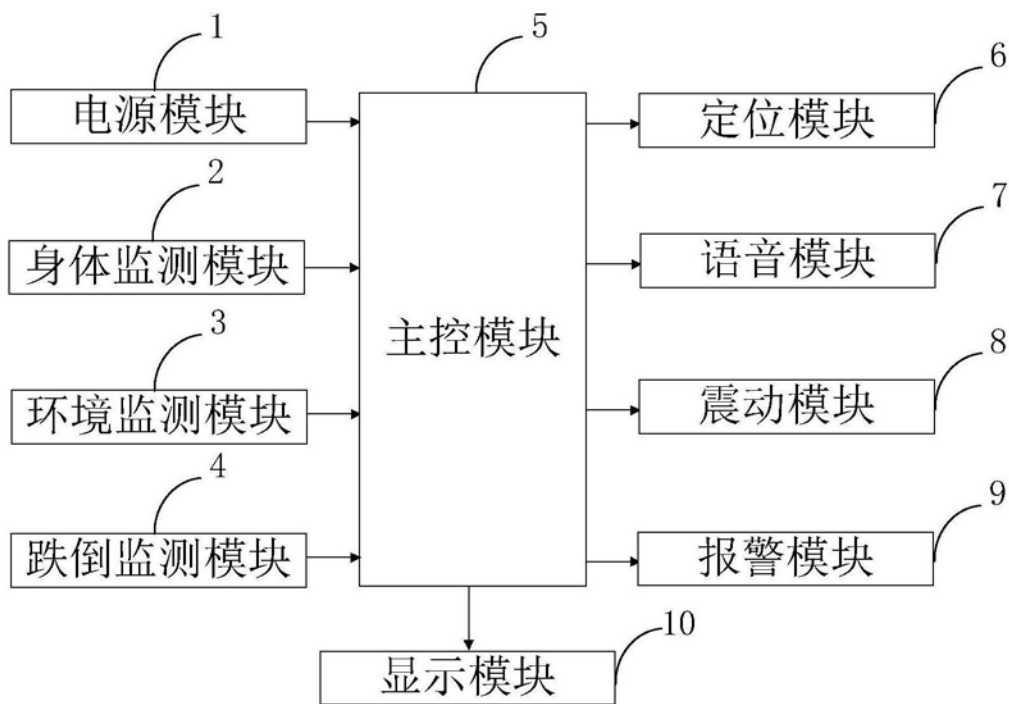 1
电源模块
2
身体监测模块
3
环境监测模块
4
跌倒监测模块
5
主控模块
6
定位模块
7
语音模块
8
震动模块
9
报警模块
10
显示模块